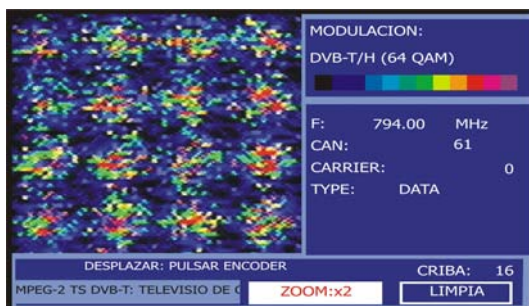 MODULACION:
DVB-T/H (64 QAM)
F: 794.00 MHz
CAN: 61
CARRIER: 0
TYPE: DATA
DESPLAZAR: PULSAR ENCODER
CRIBA: 16
MPEG-2 TS DVB-T: TELEVISIO DE
ZOOM:x2
LIMPIA